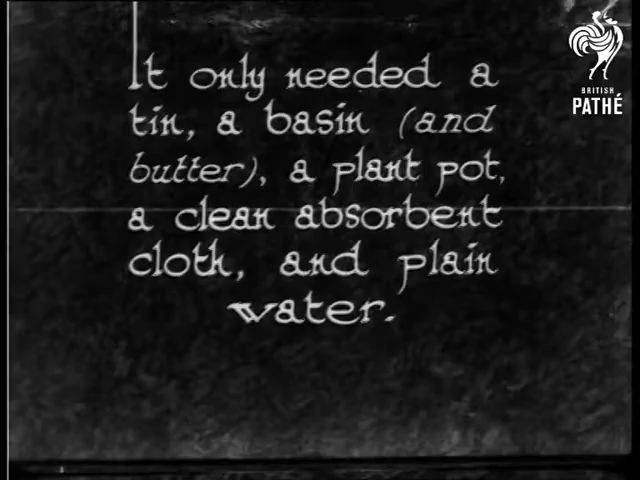 It only needed a
tin, a basin (and
butter), a plant pot,
a clean absorbent
cloth, and plain
water.
BRITISH
PATHÉ